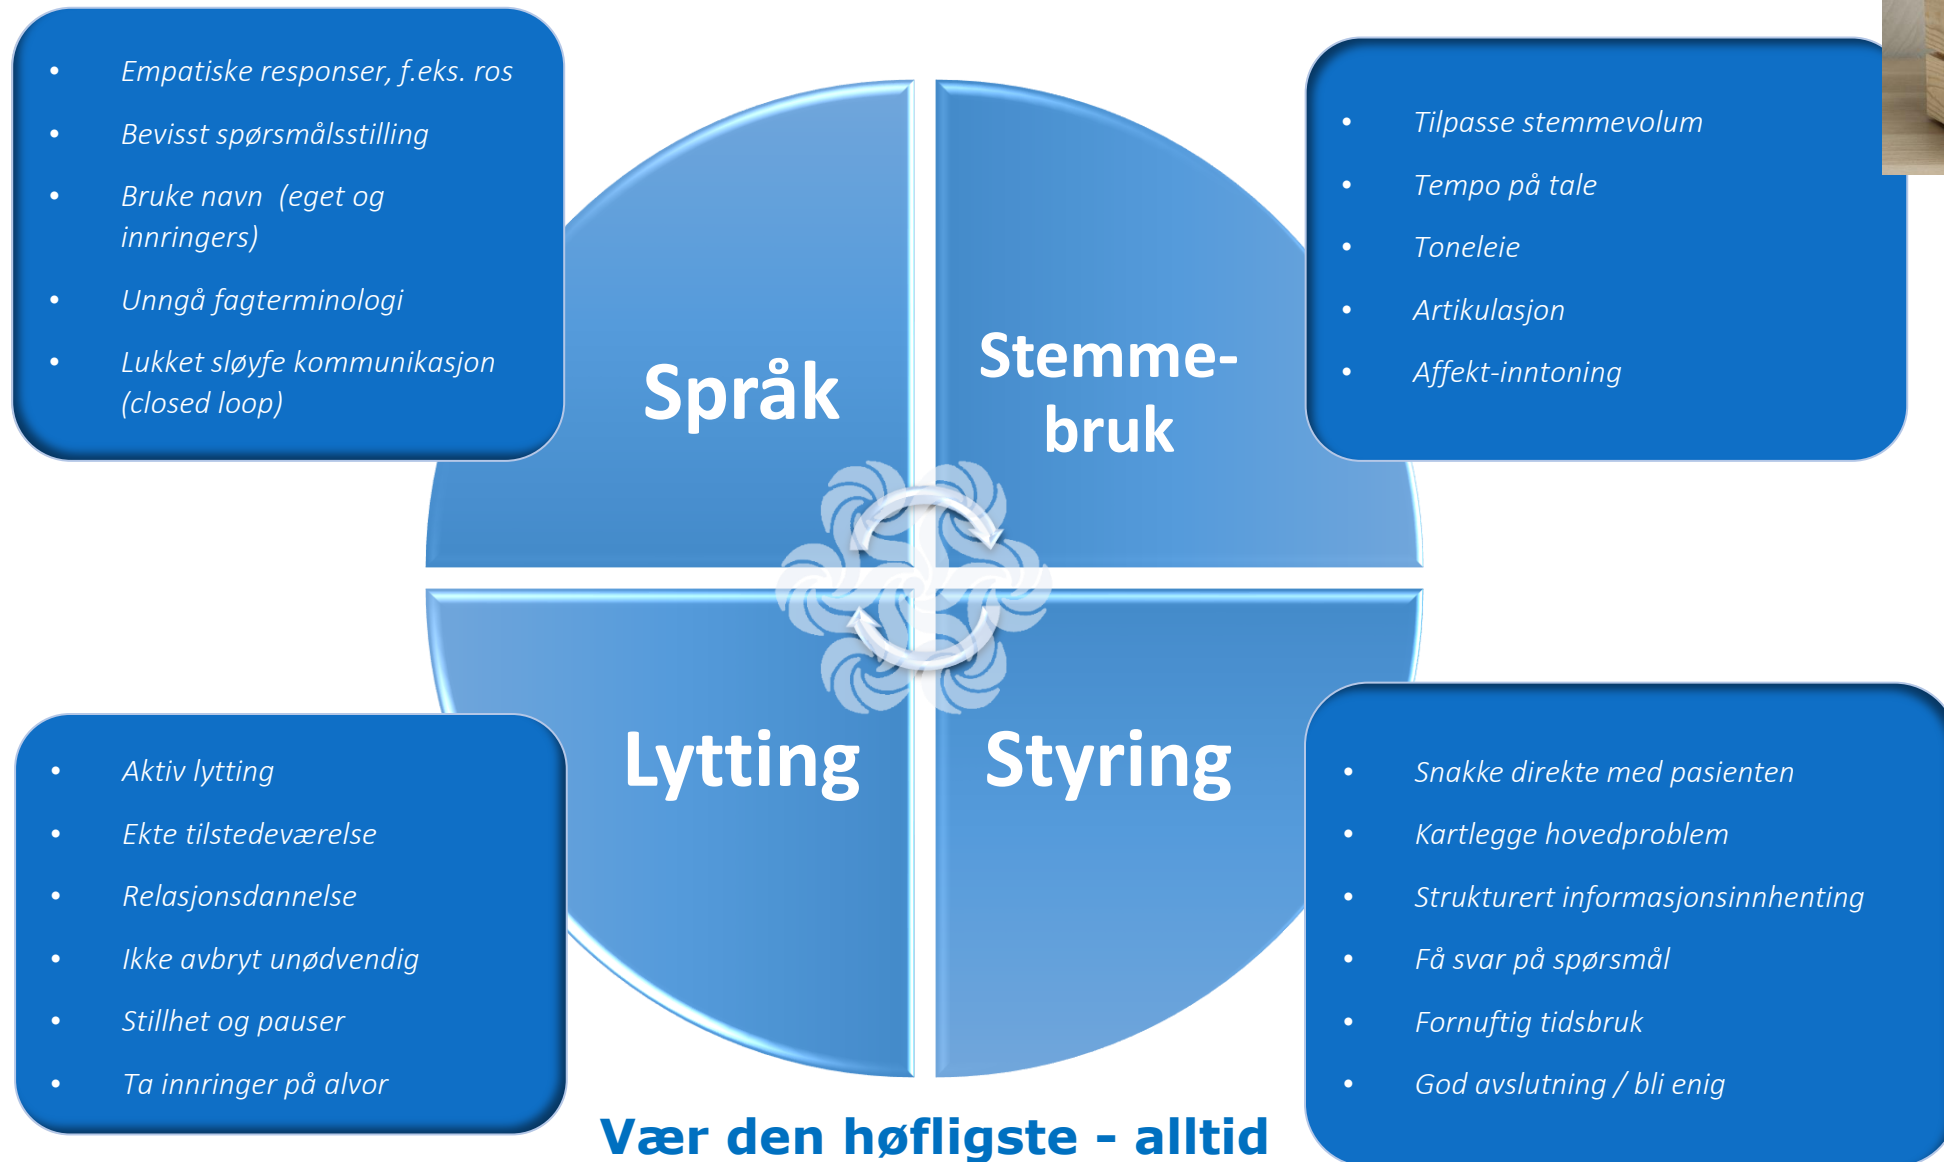 • Empatiske responser, f.eks. ros
• Bevisst spørsmålsstilling
• Bruke navn (eget og
innringers)
• Unngå fagterminologi
• Lukket sløyfe kommunikasjon
(closed loop)
• Tilpasse stemmevolum
• Tempo på tale
• Toneleie
• Artikulasjon
• Affekt-inntoning
Språk
Stemme-
bruk
Lytting
Styring
• Aktiv lytting
• Ekte tilstedeværelse
• Relasjonsdannelse
• Ikke avbryt unødvendig
• Stillhet og pauser
• Ta innringer på alvor
• Snakke direkte med pasienten
• Kartlegge hovedproblem
• Strukturert informasjonsinnhenting
• Få svar på spørsmål
• Fornuftig tidsbruk
• God avslutning / bli enig
Vær den høfligste - alltid